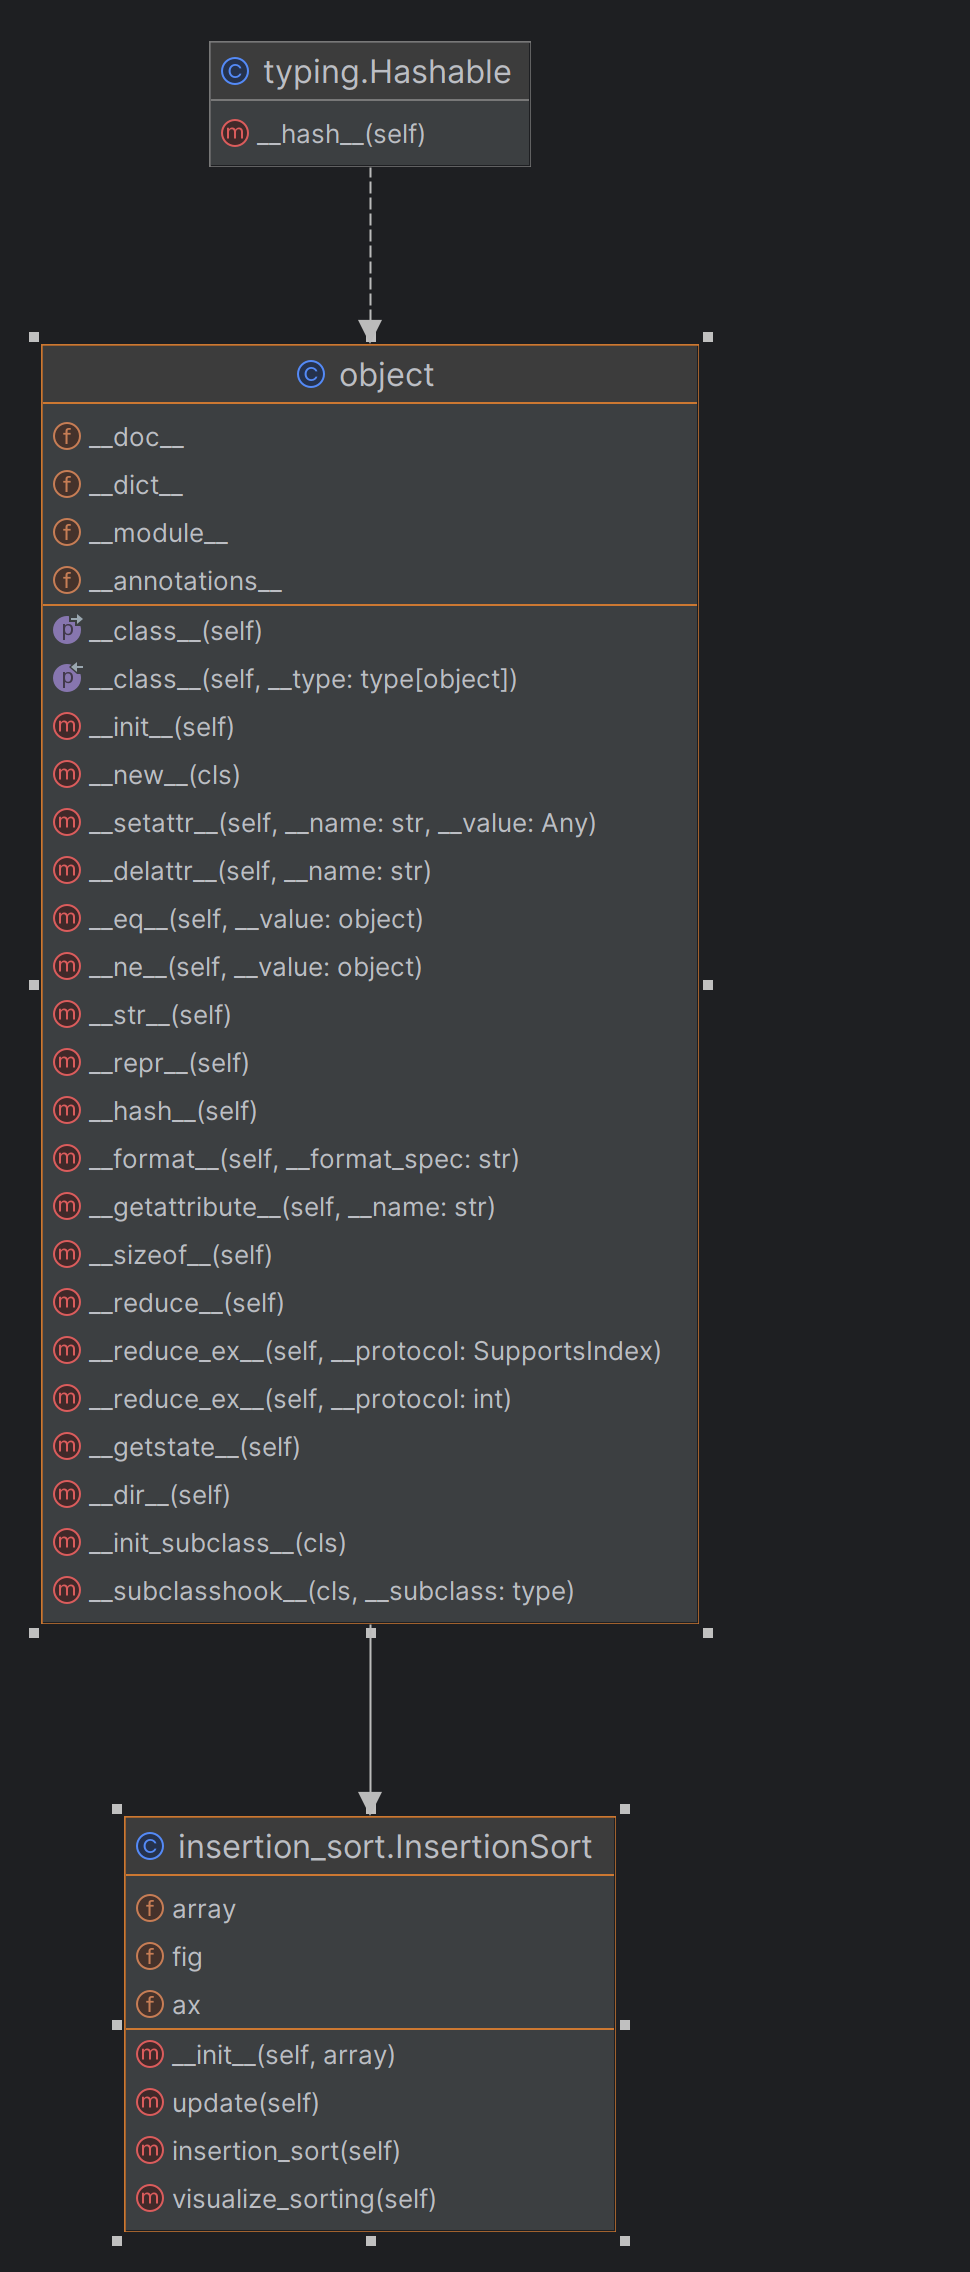 typing.Hashable
__hash__(self)
object
__doc__
__dict__
__module__
__annotations__
__class__(self)
__class__(self, __type: type[object])
__init__(self)
__new__(cls)
__setattr__(self, __name: str, __value: Any)
__delattr__(self, __name: str)
__eq__(self, __value: object)
__ne__(self, __value: object)
__str__(self)
__repr__(self)
__hash__(self)
__format__(self, __format_spec: str)
__getattribute__(self, __name: str)
__sizeof__(self)
__reduce__(self)
__reduce_ex__(self, __protocol: SupportsIndex)
__reduce_ex__(self, __protocol: int)
__getstate__(self)
__dir__(self)
__init_subclass__(cls)
__subclasshook__(cls, __subclass: type)
insertion_sort.InsertionSort
array
fig
ax
__init__(self, array)
update(self)
insertion_sort(self)
visualize_sorting(self)